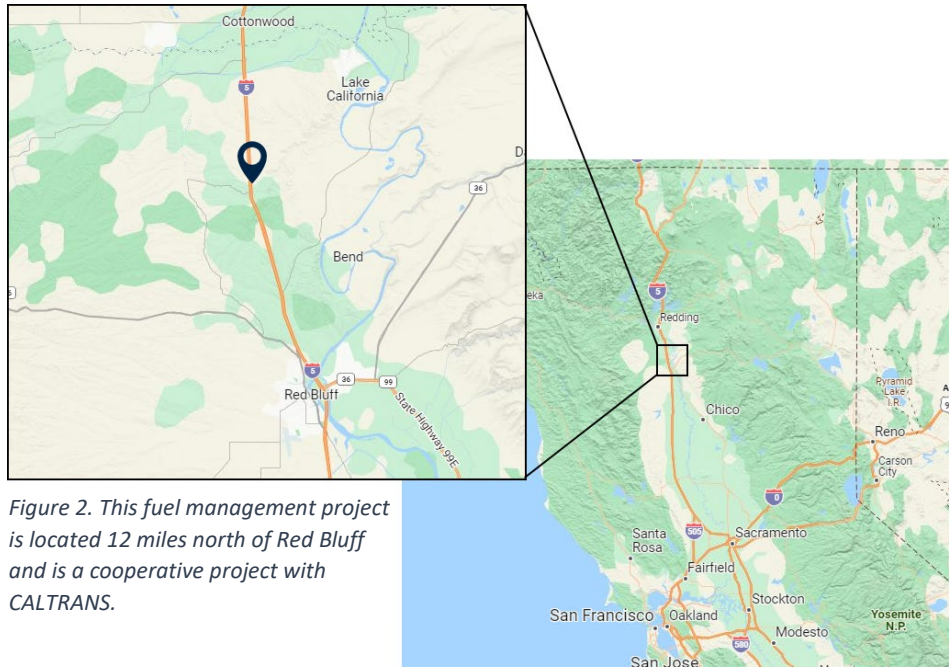 Cottonwood
5
Lake
California
36
Bend
5
36
99
Red Bluff
State Highway 99E
Figure 2. This fuel management project
is located 12 miles north of Red Bluff
and is a cooperative project with
CALTRANS.
5
eka
Redding
Chico
Pyramid
Lake
I.R.
Reno
Carson
City
0
505
Sacramento
Santa
Rosa
Fairfield
Stockton
San Francisco
Oakland
Yosemite
N.P.
580
Modesto
San Jose